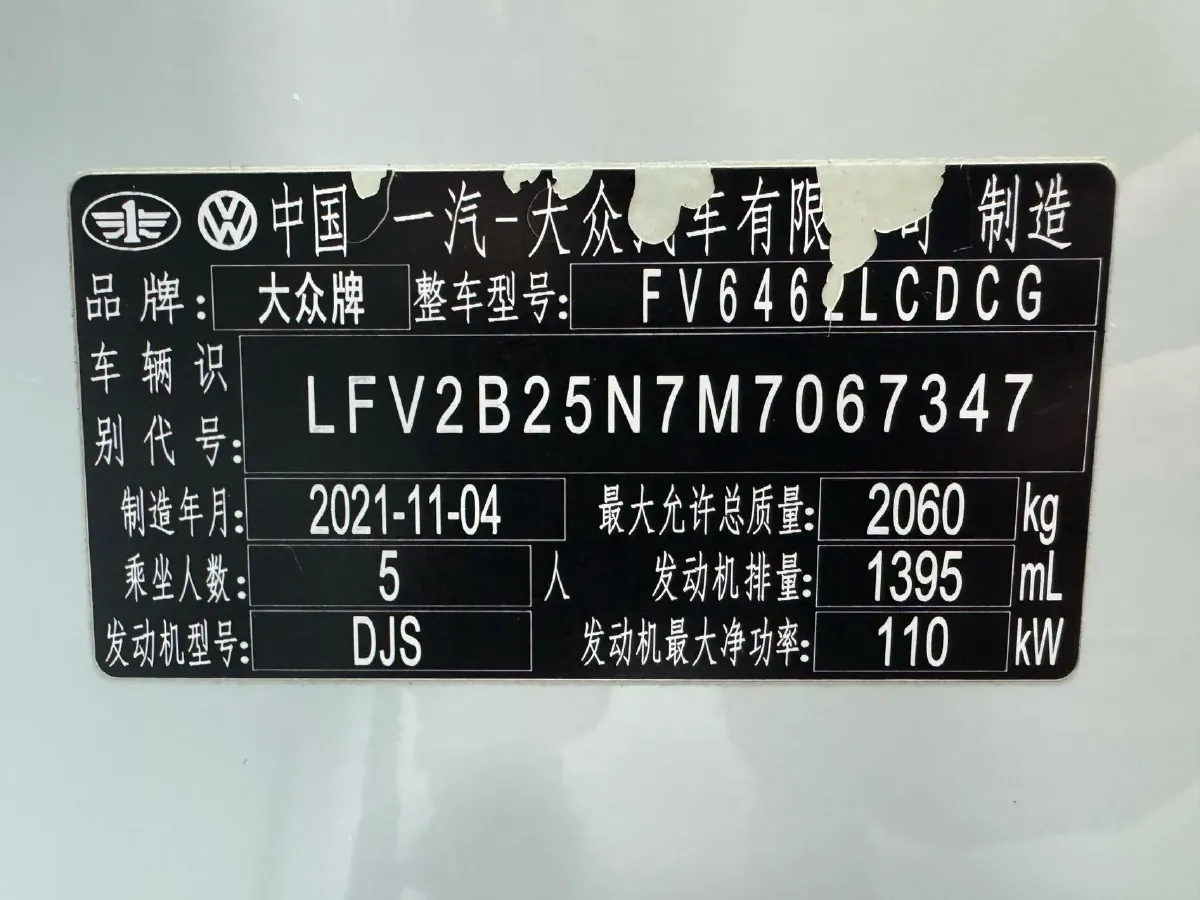 中国 一汽-大众汽车有限 司 制造
品牌: 大众牌 整车型号: FV6462LCDCG
车辆识别代号: LFV2B25N7M7067347
制造年月: 2021-11-04 最大允许总质量: 2060 kg
乘坐人数: 5 人 发动机排量: 1395 mL
发动机型号: DJS 发动机最大净功率: 110 kW